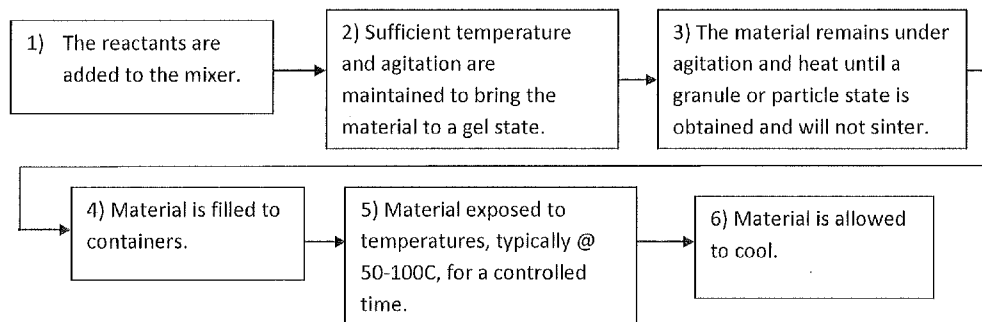 1) The reactants are
added to the mixer.
2) Sufficient temperature
and agitation are
maintained to bring the
material to a gel state.
3) The material remains under
agitation and heat until a
granule or particle state is
obtained and will not sinter.
4) Material is filled to
containers.
5) Material exposed to
temperatures, typically @
50-100C, for a controlled
time.
6) Material is allowed
to cool.